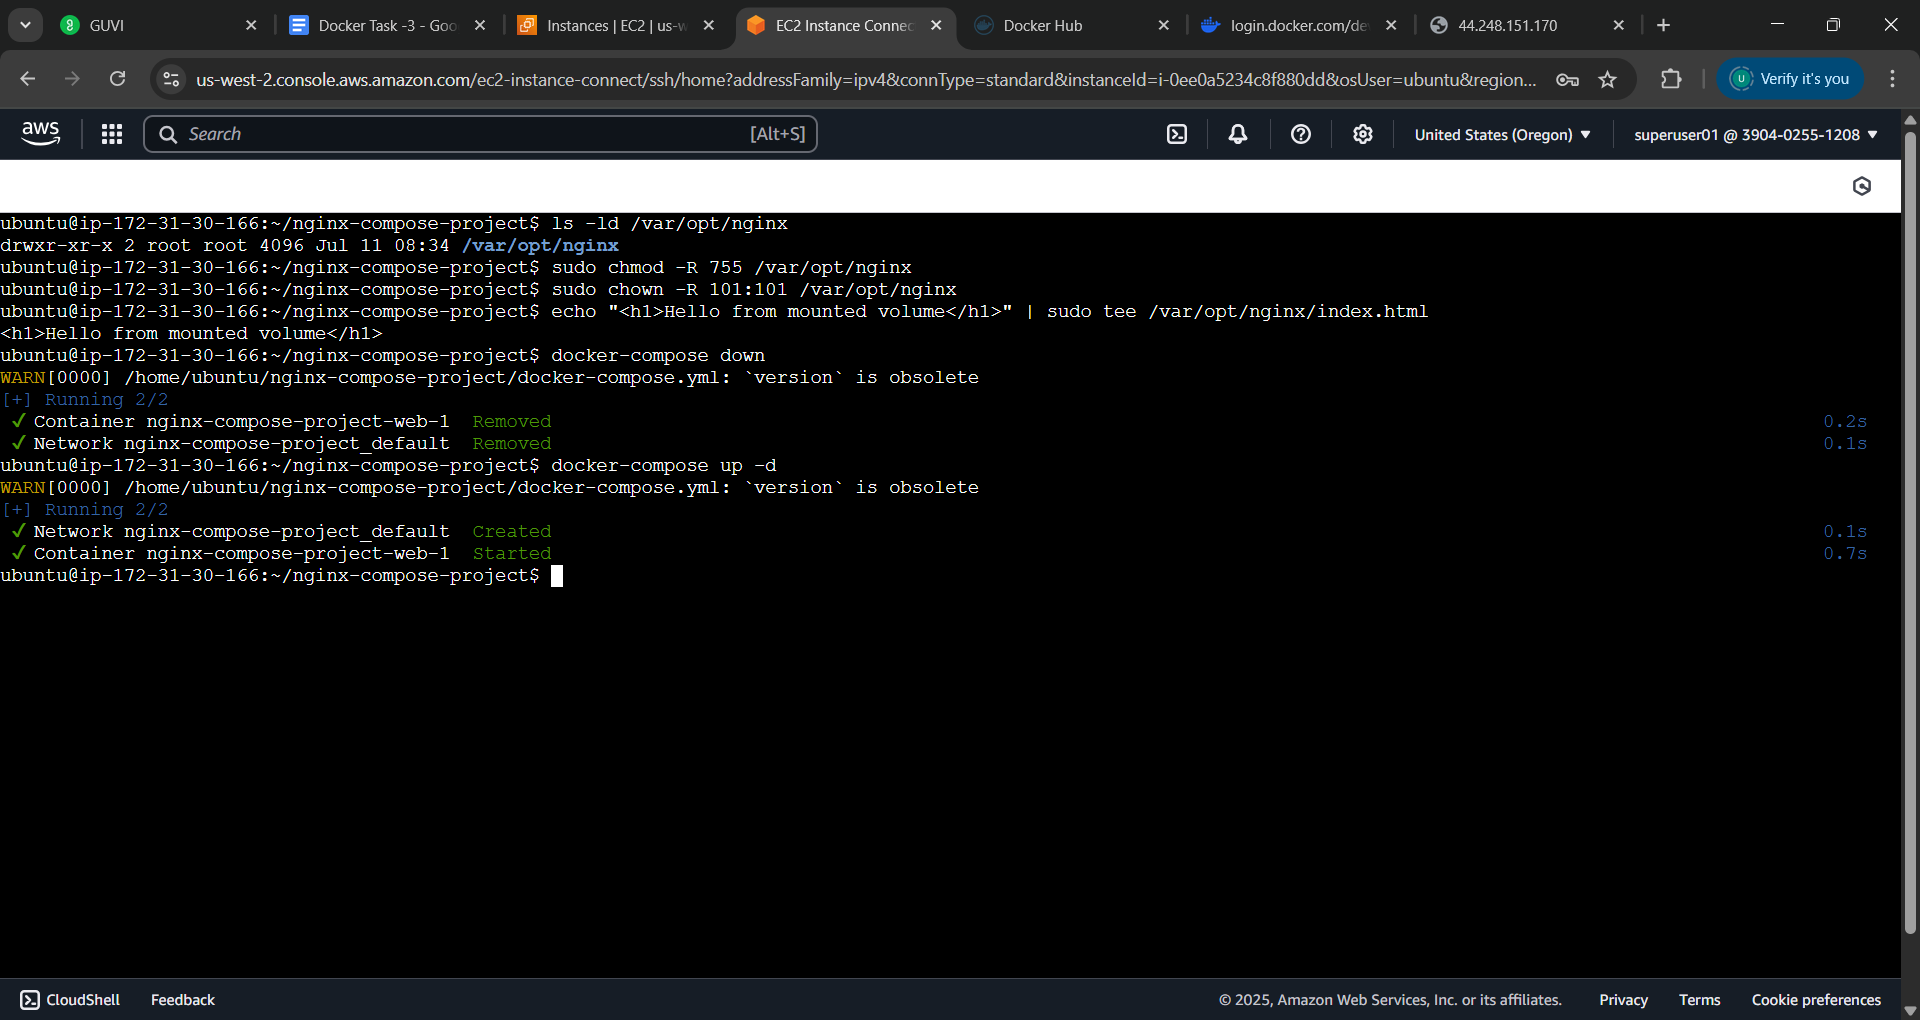 GUVI
Docker Task -3 - Goo
Instances | EC2 | us-w
EC2 Instance Connec
Docker Hub
login.docker.com/de
44.248.151.170
us-west-2.console.aws.amazon.com/ec2-instance-connect/ssh/home?addressFamily=ipv4&connType=standard&instanceId=i-0ee0a5234c8f880dd&osUser=ubuntu&region...
U
Verify it's you
aws
Search
[Alt+S]
United States (Oregon)
superuser01 @ 3904-0255-1208
ubuntu@ip-172-31-30-166:~/nginx-compose-project$ ls -ld /var/opt/nginx
drwxr-xr-x 2 root root 4096 Jul 11 08:34 /var/opt/nginx
ubuntu@ip-172-31-30-166:~/nginx-compose-project$ sudo chmod -R 755 /var/opt/nginx
ubuntu@ip-172-31-30-166:~/nginx-compose-project$ sudo chown -R 101:101 /var/opt/nginx
ubuntu@ip-172-31-30-166:~/nginx-compose-project$ echo "<h1>Hello from mounted volume</h1>" | sudo tee /var/opt/nginx/index.html
<h1>Hello from mounted volume</h1>
ubuntu@ip-172-31-30-166:~/nginx-compose-project$ docker-compose down
WARN[0000] /home/ubuntu/nginx-compose-project/docker-compose.yml: `version` is obsolete
[+] Running 2/2
✓ Container nginx-compose-project-web-1 Removed 0.2s
✓ Network nginx-compose-project_default Removed 0.1s
ubuntu@ip-172-31-30-166:~/nginx-compose-project$ docker-compose up -d
WARN[0000] /home/ubuntu/nginx-compose-project/docker-compose.yml: `version` is obsolete
[+] Running 2/2
✓ Network nginx-compose-project_default Created 0.1s
✓ Container nginx-compose-project-web-1 Started 0.7s
ubuntu@ip-172-31-30-166:~/nginx-compose-project$
CloudShell
Feedback
© 2025, Amazon Web Services, Inc. or its affiliates.
Privacy
Terms
Cookie preferences